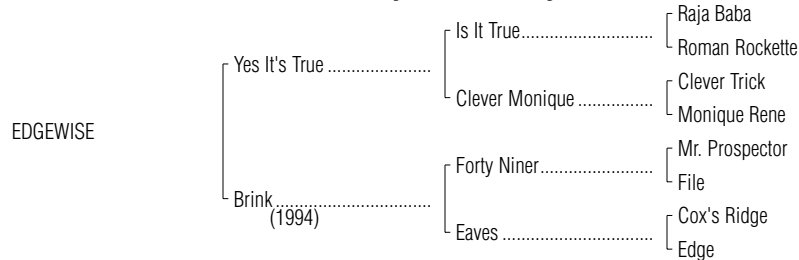 Raja Baba
Is It True
Roman Rockette
Yes It's True
Clever Trick
Clever Monique
Monique Rene
EDGEWISE
Mr. Prospector
Forty Niner
File
Brink
(1994)
Cox's Ridge
Eaves
Edge